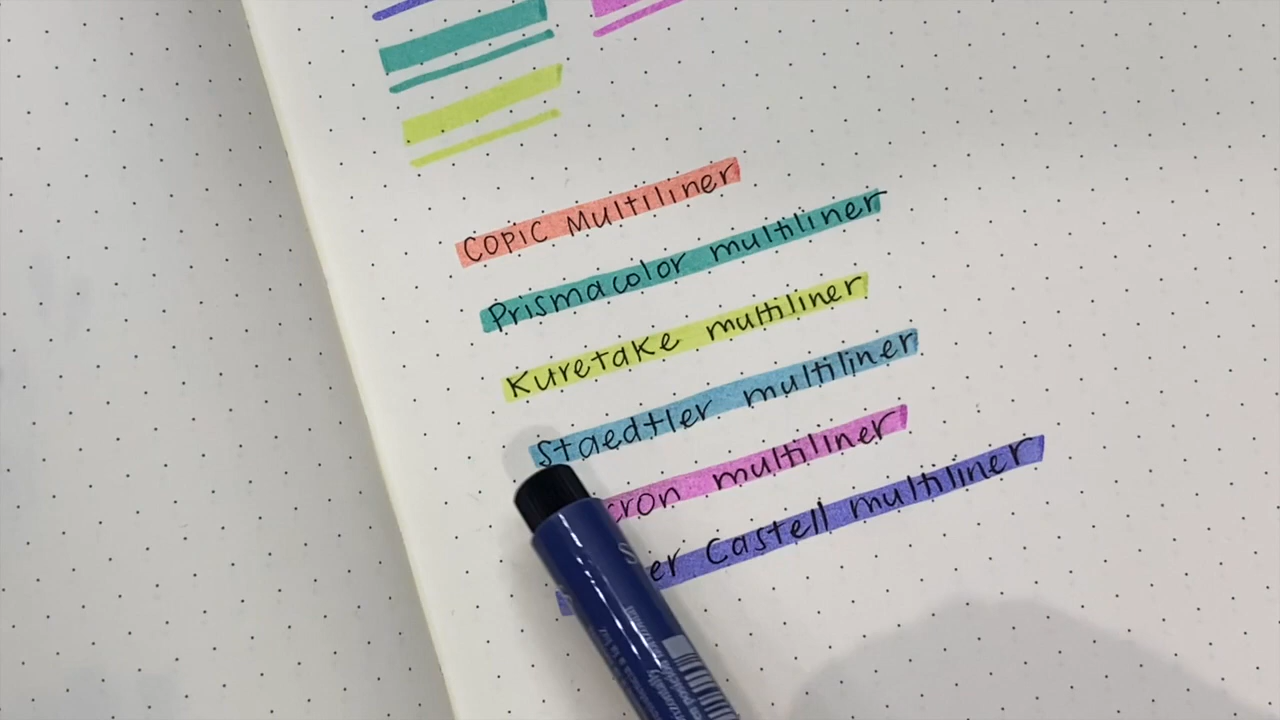 Copic Multiliner
Prismacolor multiliner
Kuretake multiliner
Staedtler multiliner
cron multiliner
er Castell multiliner
S